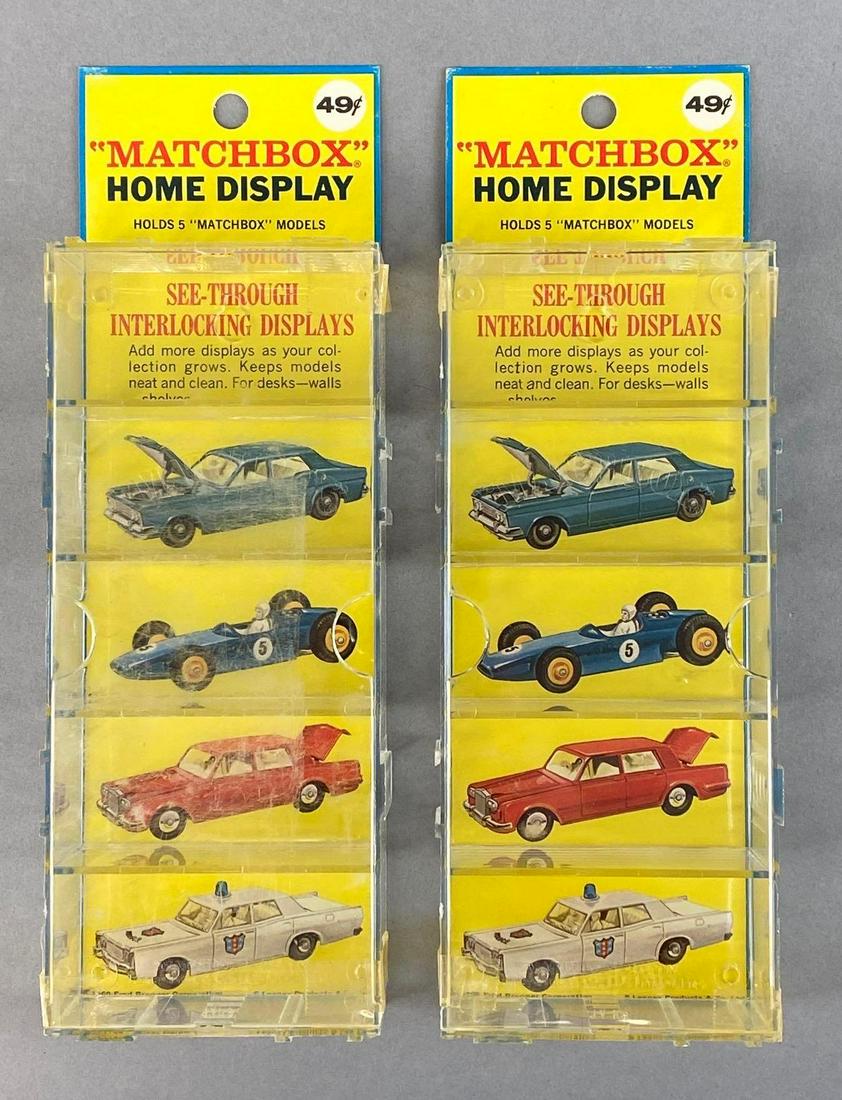 49¢
"MATCHBOX"®
HOME DISPLAY
HOLDS 5 "MATCHBOX" MODELS
SEE-THROUGH
INTERLOCKING DISPLAYS
Add more displays as your col-
lection grows. Keeps models
neat and clean. For desks—walls
shelves
5
49¢
"MATCHBOX"®
HOME DISPLAY
HOLDS 5 "MATCHBOX" MODELS
SEE-THROUGH
INTERLOCKING DISPLAYS
Add more displays as your col-
lection grows. Keeps models
neat and clean. For desks—walls
shelves
5